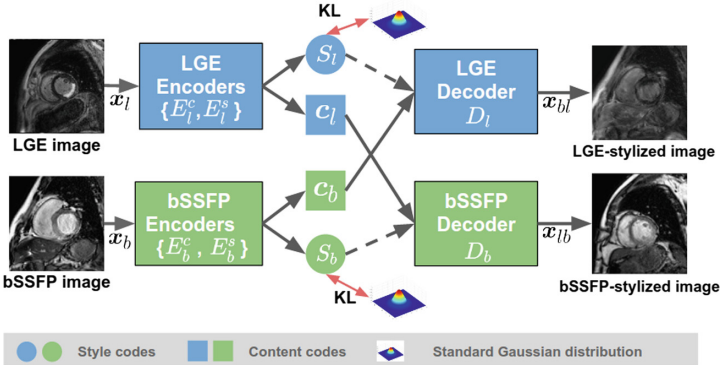 KL
LGE
Encoders
{E_l^c, E_l^s}
S_l
c_l
x_l
LGE image
LGE
Decoder
D_l
x_bl
LGE-stylized image
bSSFP
Encoders
{E_b^c, E_b^s}
c_b
S_b
x_b
bSSFP image
bSSFP
Decoder
D_b
x_lb
bSSFP-stylized image
KL
Style codes
Content codes
Standard Gaussian distribution